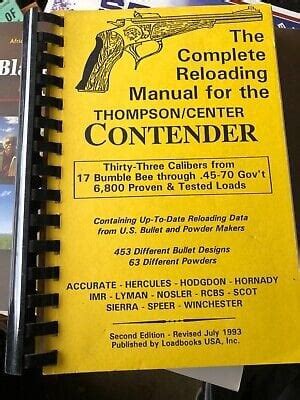 The
Complete
Reloading
Manual for the
THOMPSON/CENTER
CONTENDER
Thirty-Three Calibers from
17 Bumble Bee through .45-70 Gov't
6,800 Proven & Tested Loads
Containing Up-To-Date Reloading Data
from U.S. Bullet and Powder Makers
453 Different Bullet Designs
63 Different Powders
ACCURATE - HERCULES - HODGDON - HORNADY
IMR - LYMAN - NOSLER - RCBS - SCOT
SIERRA - SPEER - WINCHESTER
Second Edition - Revised July 1993
Published by Loadbooks USA, Inc.
OF